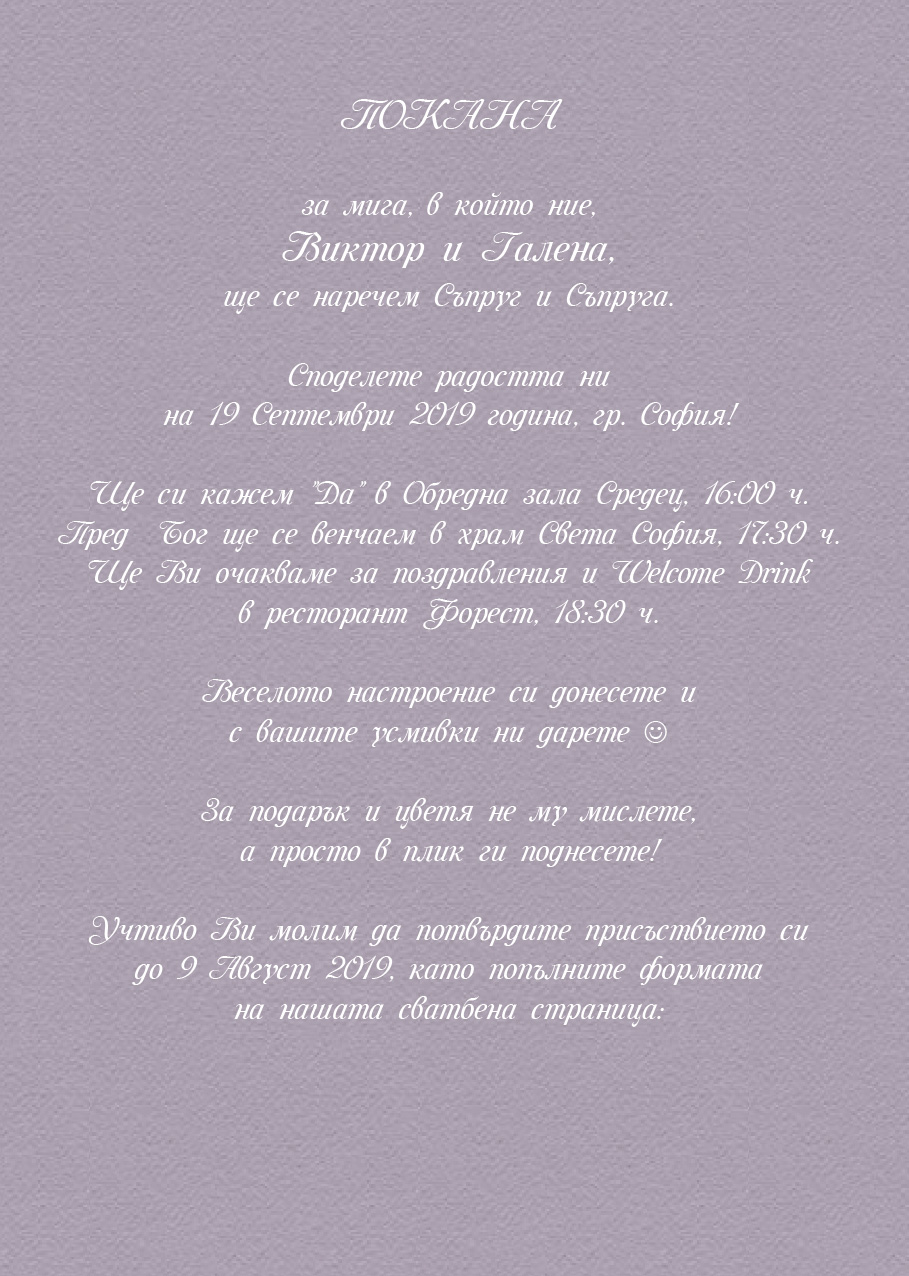 ПОКАНА
за мига, в който ние,
Виктор и Галена,
ще се наречем Съпруг и Съпруга.
Споделете радостта ни
на 19 Септември 2019 година, гр. София!
Ще си кажем "Да" в Обредна зала Средец, 16:00 ч.
Пред Бог ще се венчаем в храм Света София, 17:30 ч.
Ще Ви очакваме за поздравления и Welcome Drink
в ресторант Форест, 18:30 ч.
Веселото настроение си донесете и
с вашите усмивки ни дарете ☺
За подарък и цветя не му мислете,
а просто в плик ги поднесете!
Учтиво Ви молим да потвърдите присъствието си
до 9 Август 2019, като попълните формата
на нашата сватбена страница: